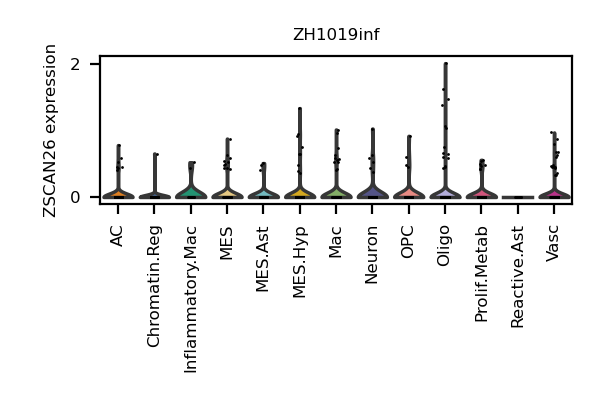 ZH1019inf
ZSCAN26 expression
2
0
AC
Chromatin.Reg
Inflammatory.Mac
MES
MES.Ast
MES.Hyp
Mac
Neuron
OPC
Oligo
Prolif.Metab
Reactive.Ast
Vasc